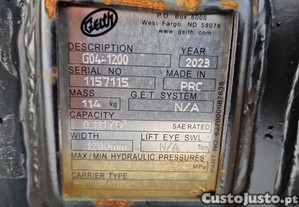 Geith
P.O. Box 6000
West Fargo, ND 58078
www.geith.com
DESCRIPTION YEAR
G04-1200 2023
SERIAL NO MADE IN
1157115 PRC
MASS G.E.T SYSTEM
114 kg N/A
CAPACITY
SAE RATED
WIDTH LIFT EYE SWL
1200mm N/A Ton
MAX/MIN HYDRAULIC PRESSURES
MPa
CARRIER TYPE
CustoJusto.pt